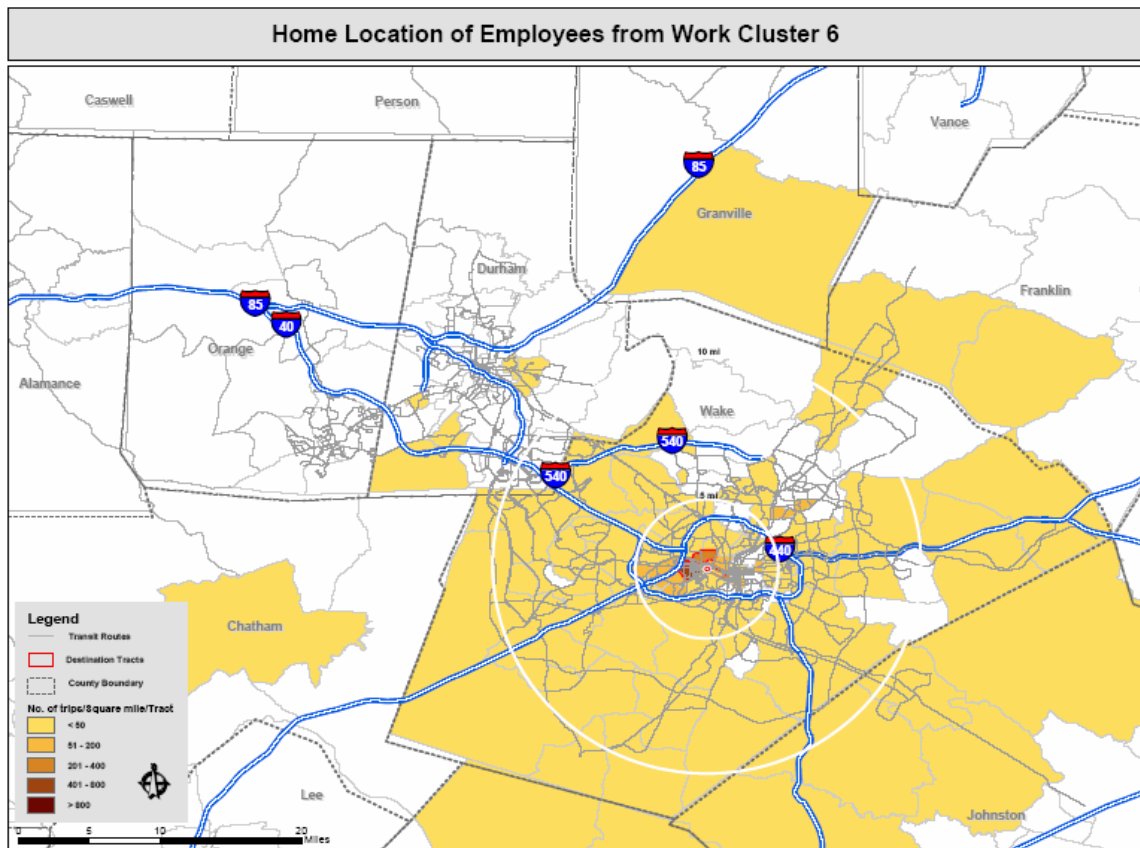 Home Location of Employees from Work Cluster 6
Caswell
Person
Vance
85
Granville
Durham
Franklin
85
40
Orange
Alamance
10 mi
Wake
540
540
5 mi
440
Chatham
Legend
Transit Routes
Destination Tracts
County Boundary
No. of trips/Square mile/Tract
< 50
51 - 200
201 - 400
401 - 800
> 800
Lee
Johnston
0 5 10 20
Miles